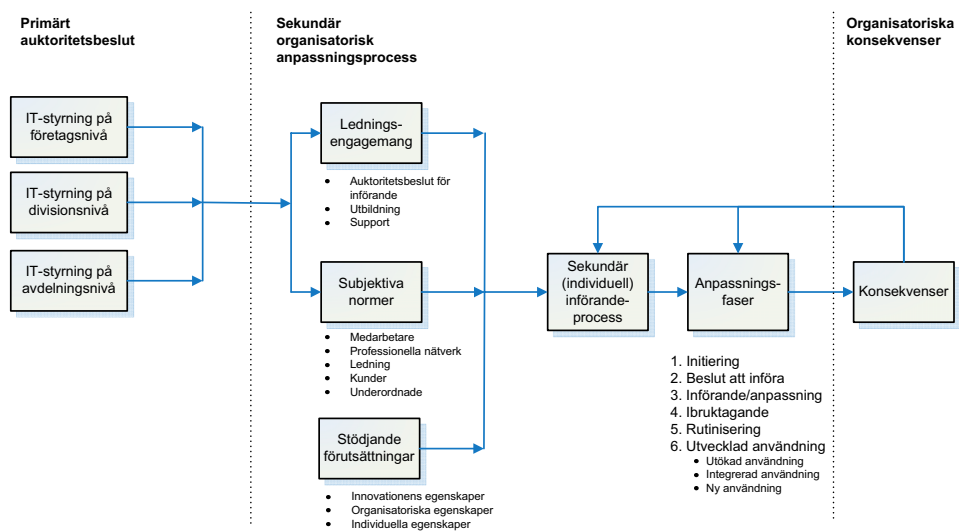 Primärt
auktoritetsbeslut
Sekundär
organisatorisk
anpassningsprocess
Organisatoriska
konsekvenser
IT-styrning på
företagsnivå
IT-styrning på
divisionsnivå
IT-styrning på
avdelningsnivå
Lednings-
engagemang
• Auktoritetsbeslut för
införande
• Utbildning
• Support
Subjektiva
normer
• Medarbetare
• Professionella nätverk
• Ledning
• Kunder
• Underordnade
Stödjande
förutsättningar
• Innovationens egenskaper
• Organisatoriska egenskaper
• Individuella egenskaper
Sekundär
(individuell)
införande-
process
Anpassnings-
faser
1. Initiering
2. Beslut att införa
3. Införande/anpassning
4. Ibruktagande
5. Rutinisering
6. Utvecklad användning
• Utökad användning
• Integrerad användning
• Ny användning
Konsekvenser